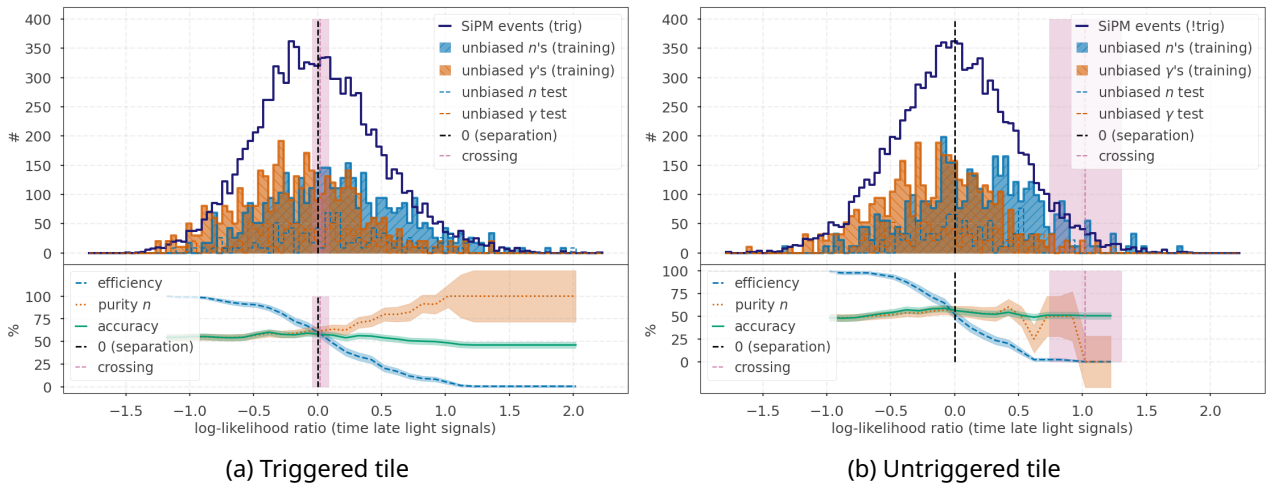 400
350
300
250
200
150
100
50
0
#
SiPM events (trig)
unbiased n's (training)
unbiased γ's (training)
unbiased n test
unbiased γ test
0 (separation)
crossing
100
75
50
25
0
%
efficiency
purity n
accuracy
0 (separation)
crossing
−1.5 −1.0 −0.5 0.0 0.5 1.0 1.5 2.0
log-likelihood ratio (time late light signals)
(a) Triggered tile
400
350
300
250
200
150
100
50
0
#
SiPM events (!trig)
unbiased n's (training)
unbiased γ's (training)
unbiased n test
unbiased γ test
0 (separation)
crossing
100
75
50
25
0
%
efficiency
purity n
accuracy
0 (separation)
crossing
−1.5 −1.0 −0.5 0.0 0.5 1.0 1.5 2.0
log-likelihood ratio (time late light signals)
(b) Untriggered tile